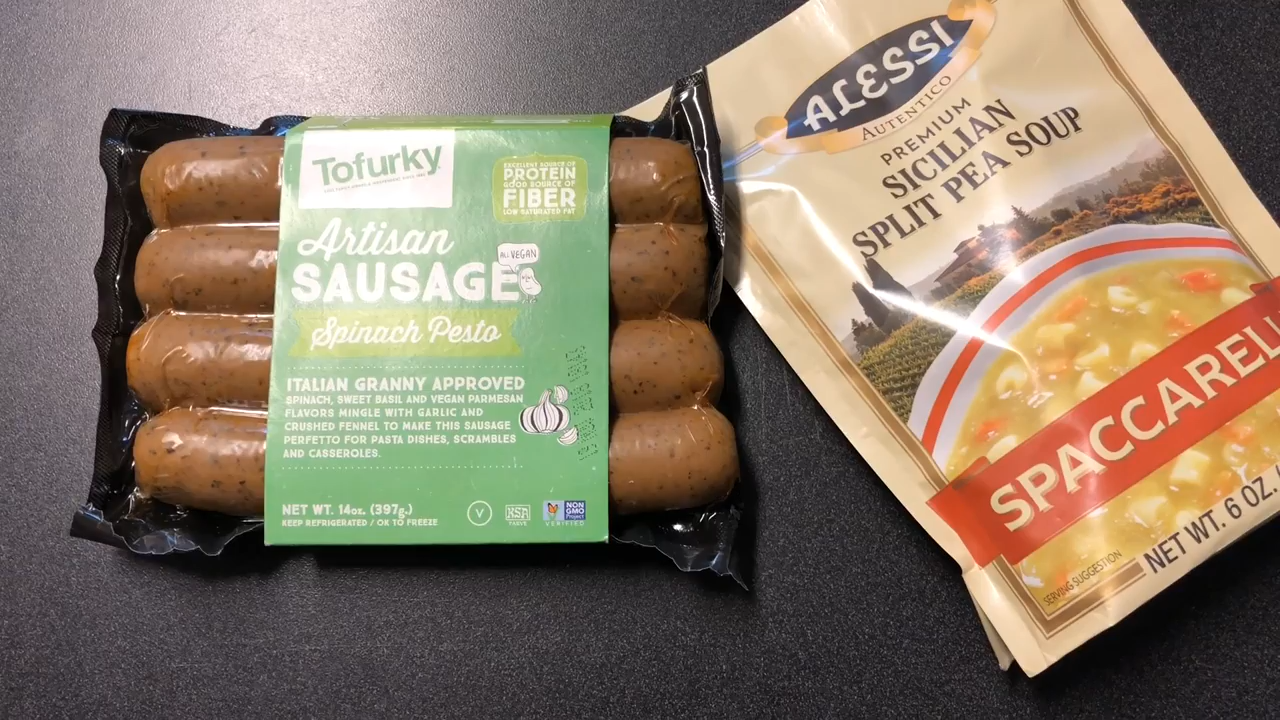 Tofurky
EXCELLENT SOURCE OF
PROTEIN
GOOD SOURCE OF
FIBER
LOW SATURATED FAT
Artisan
SAUSAGE
ALL VEGAN
Spinach Pesto
ITALIAN GRANNY APPROVED
SPINACH, SWEET BASIL AND VEGAN PARMESAN
FLAVORS MINGLE WITH GARLIC AND
CRUSHED FENNEL TO MAKE THIS SAUSAGE
PERFETTO FOR PASTA DISHES, SCRAMBLES
AND CASSEROLES.
NET WT. 14oz. (397g.)
KEEP REFRIGERATED / OK TO FREEZE
V
KSA
PARVE
NON
GMO
Project
VERIFIED
ALESSI
AUTENTICO
PREMIUM
SICILIAN
SPLIT PEA SOUP
SPACCAREL
SERVING SUGGESTION
NET WT. 6 OZ.